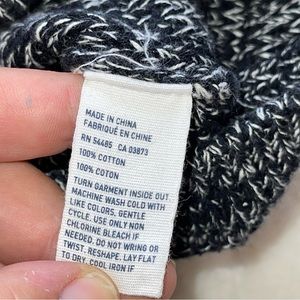 MADE IN CHINA
FABRIQUÉ EN CHINE
RN 54485 CA 03873
100% COTTON
100% COTTON
TURN GARMENT INSIDE OUT
MACHINE WASH COLD WITH
LIKE COLORS, GENTLE
CYCLE. USE ONLY NON
CHLORINE BLEACH IF
NEEDED. DO NOT WRING OR
TWIST. RESHAPE. LAY FLAT
TO DRY. COOL IRON IF